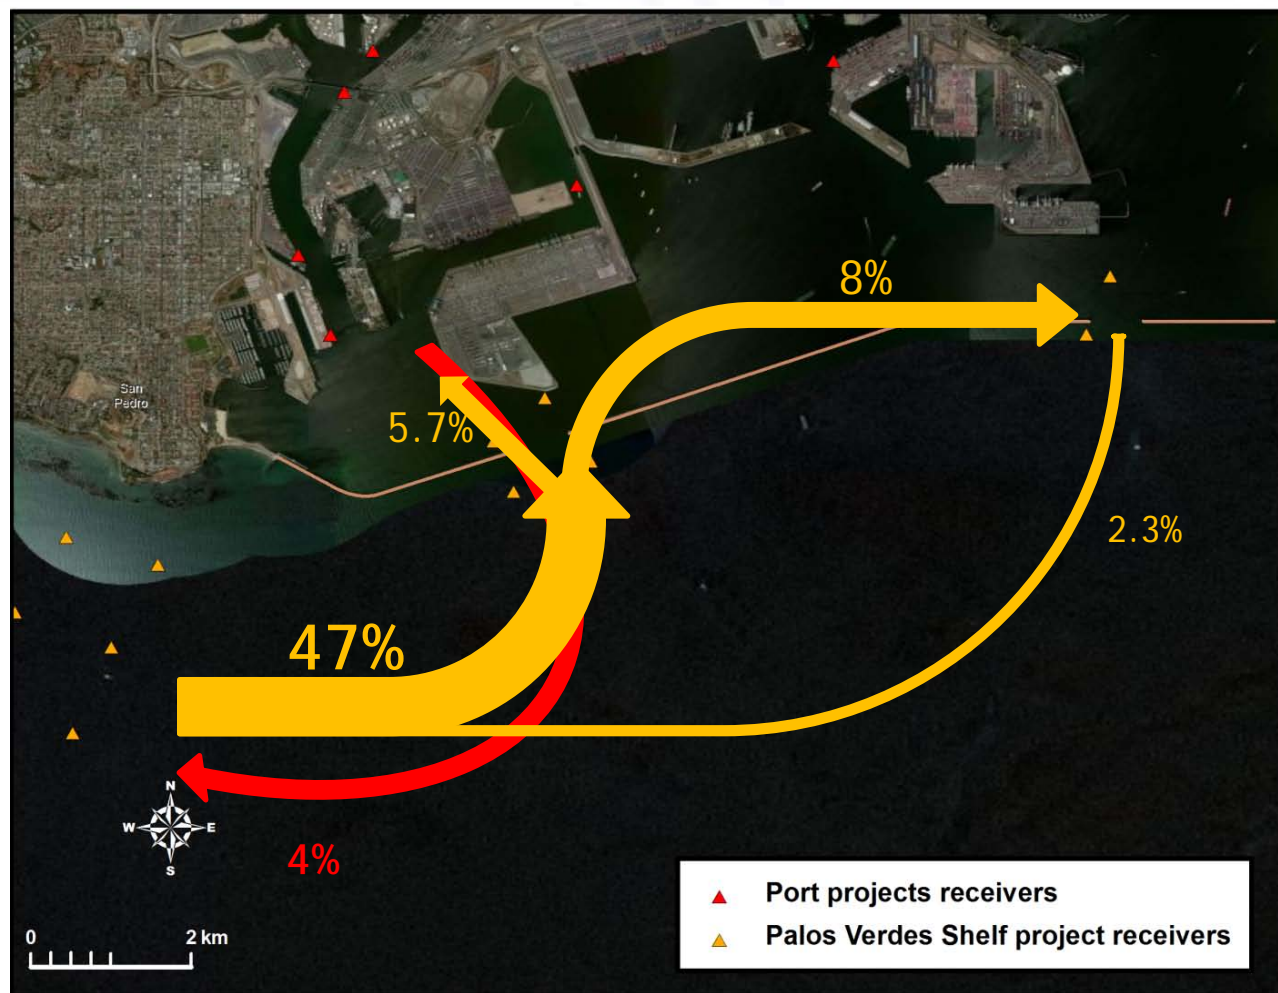 8%
San
Pedro
5.7%
2.3%
47%
N
W E
S
4%
Port projects receivers
Palos Verdes Shelf project receivers
0 2 km